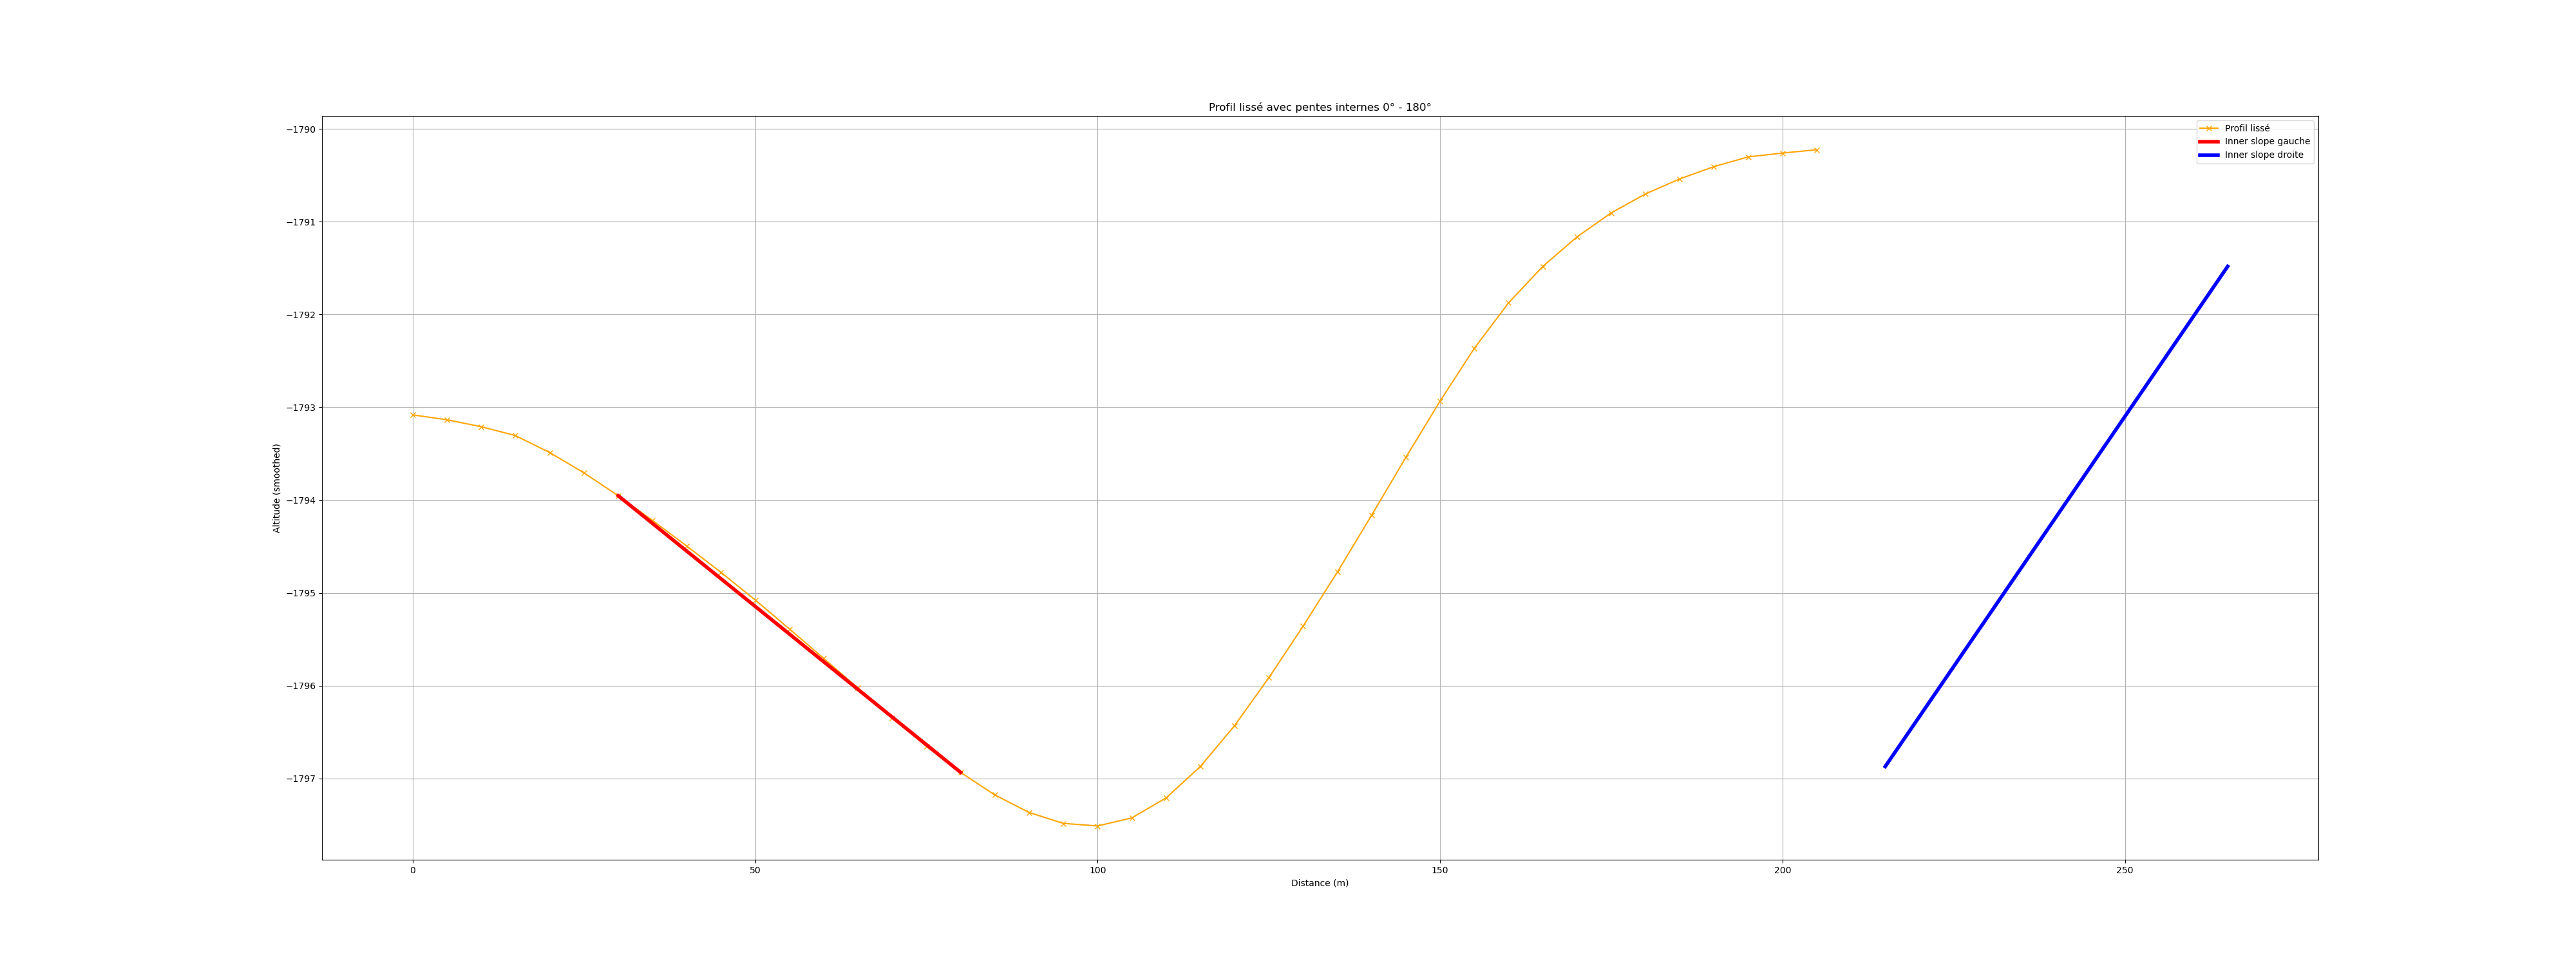 Profil lissé avec pentes internes 0° - 180°
Profil lissé
Inner slope gauche
Inner slope droite
−1790
−1791
−1792
−1793
−1794
−1795
−1796
−1797
Altitude (smoothed)
0
50
100
150
200
250
Distance (m)